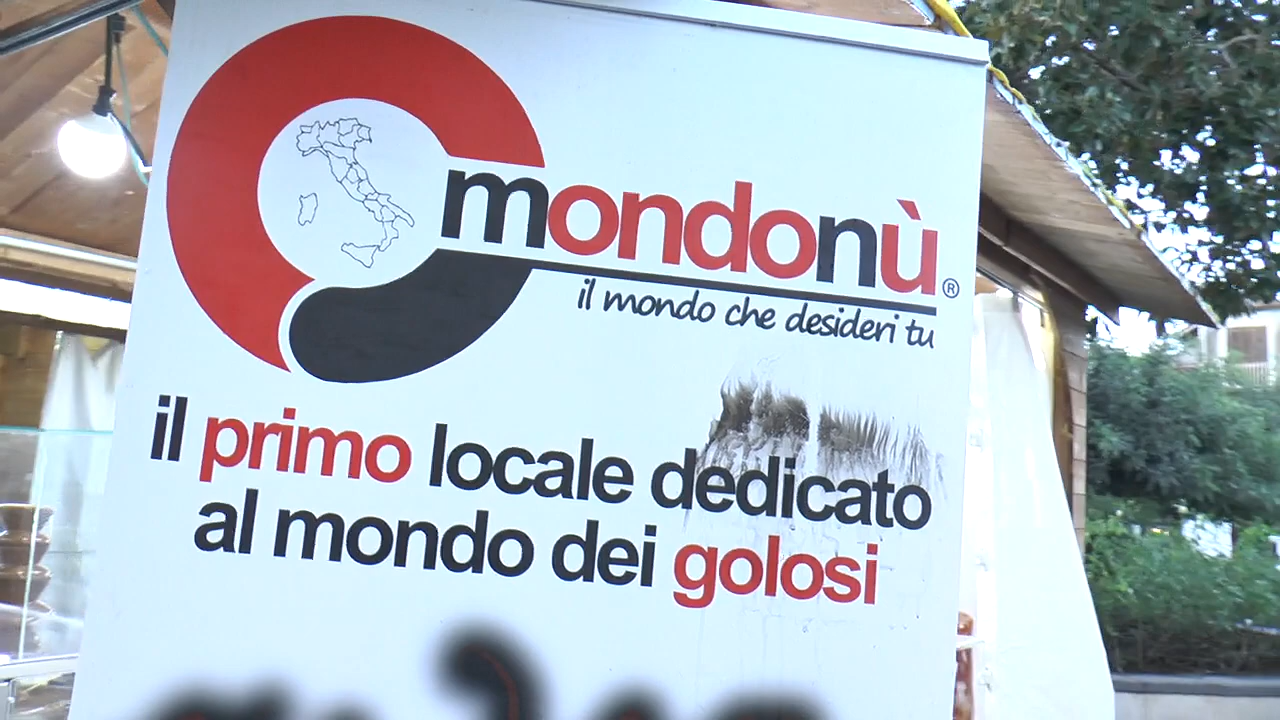 mondonù®
il mondo che desideri tu
il primo locale dedicato
al mondo dei golosi